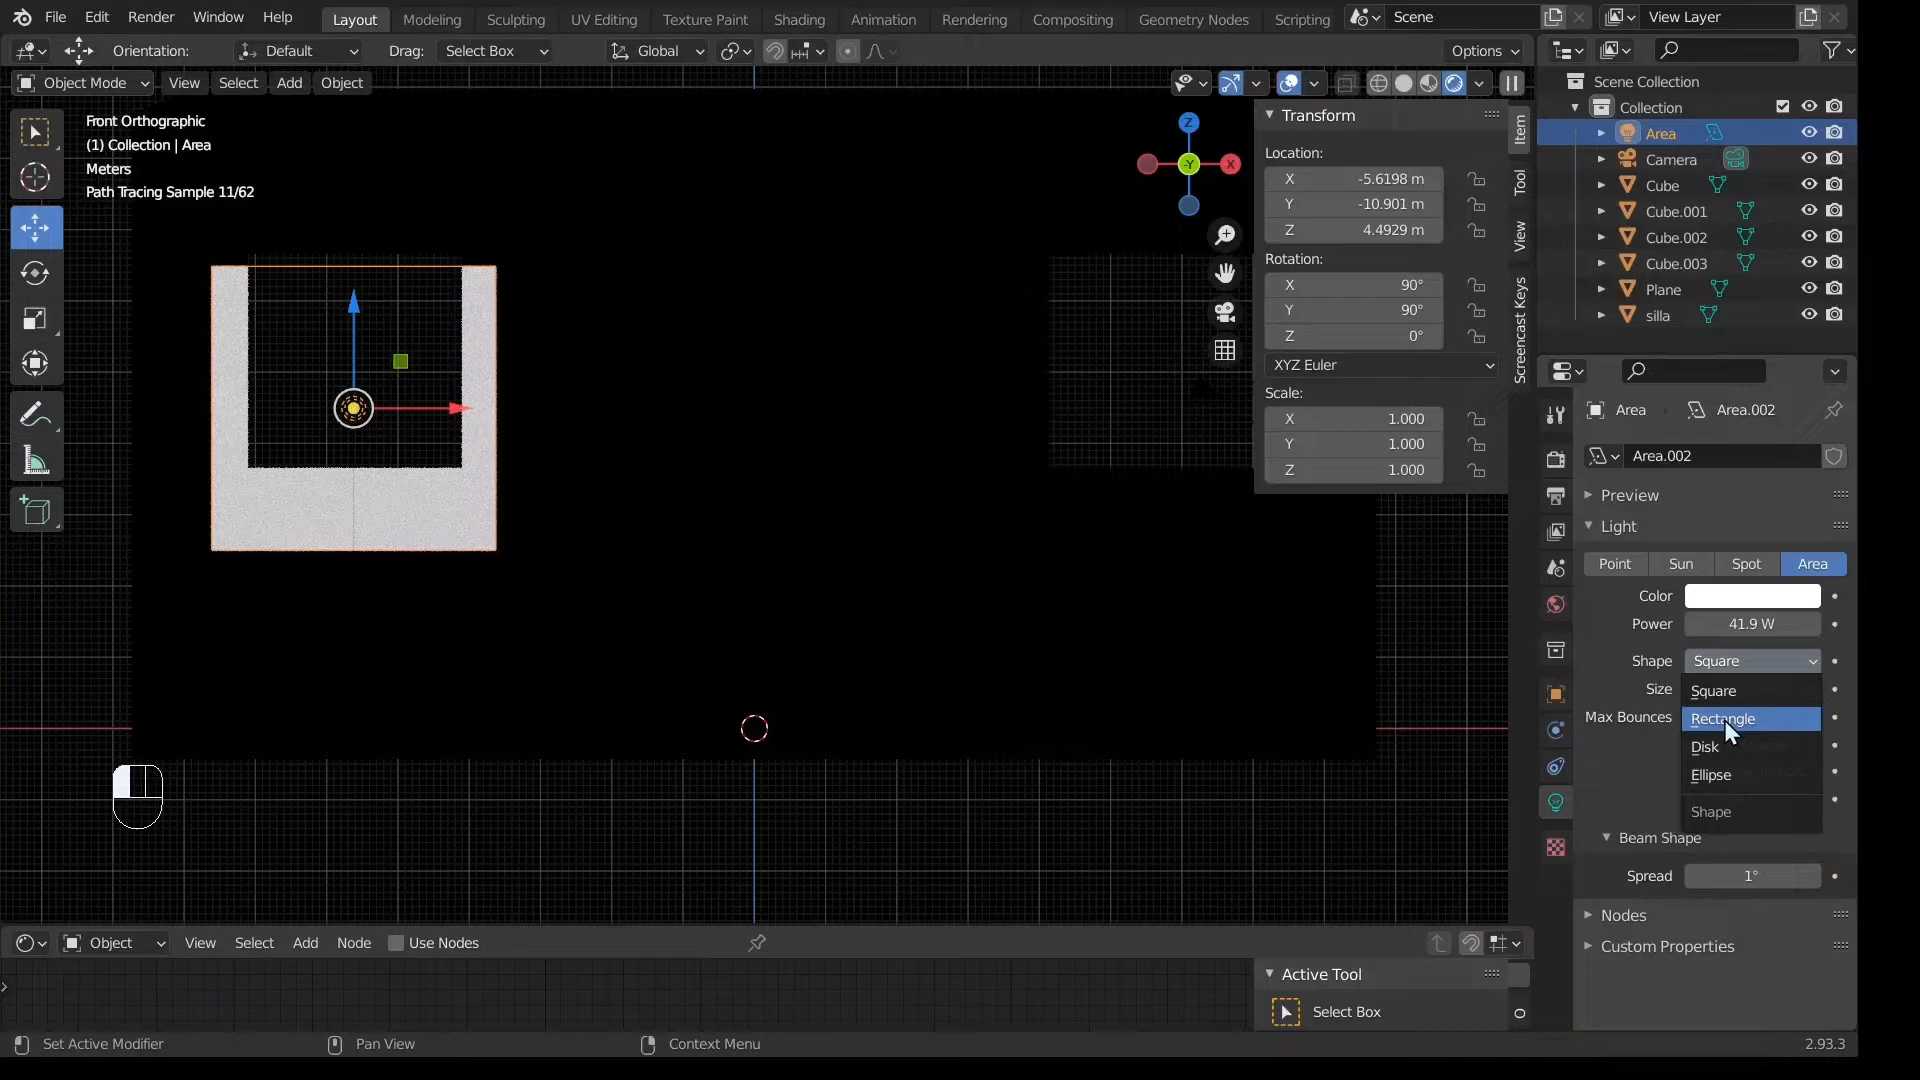 File Edit Render Window Help Layout Modeling Sculpting UV Editing Texture Paint Shading Animation Rendering Compositing Geometry Nodes Scripting Scene View Layer
Orientation: Default Drag: Select Box Global Options
Object Mode View Select Add Object
Front Orthographic
(1) Collection | Area
Meters
Path Tracing Sample 11/62
Z
X
-Y
Transform
Location:
X -5.6198 m
Y -10.901 m
Z 4.4929 m
Rotation:
X 90°
Y 90°
Z 0°
XYZ Euler
Scale:
X 1.000
Y 1.000
Z 1.000
Item
Tool
View
Screencast Keys
Scene Collection
Collection
Area
Camera
Cube
Cube.001
Cube.002
Cube.003
Plane
silla
Area Area.002
Area.002
Preview
Light
Point Sun Spot Area
Color
Power 41.9 W
Shape Square
Size
Max Bounces
Square
Rectangle
Disk
Ellipse
Shape
Beam Shape
Spread 1°
Nodes
Custom Properties
Object View Select Add Node Use Nodes
Active Tool
Select Box
Set Active Modifier Pan View Context Menu 2.93.3